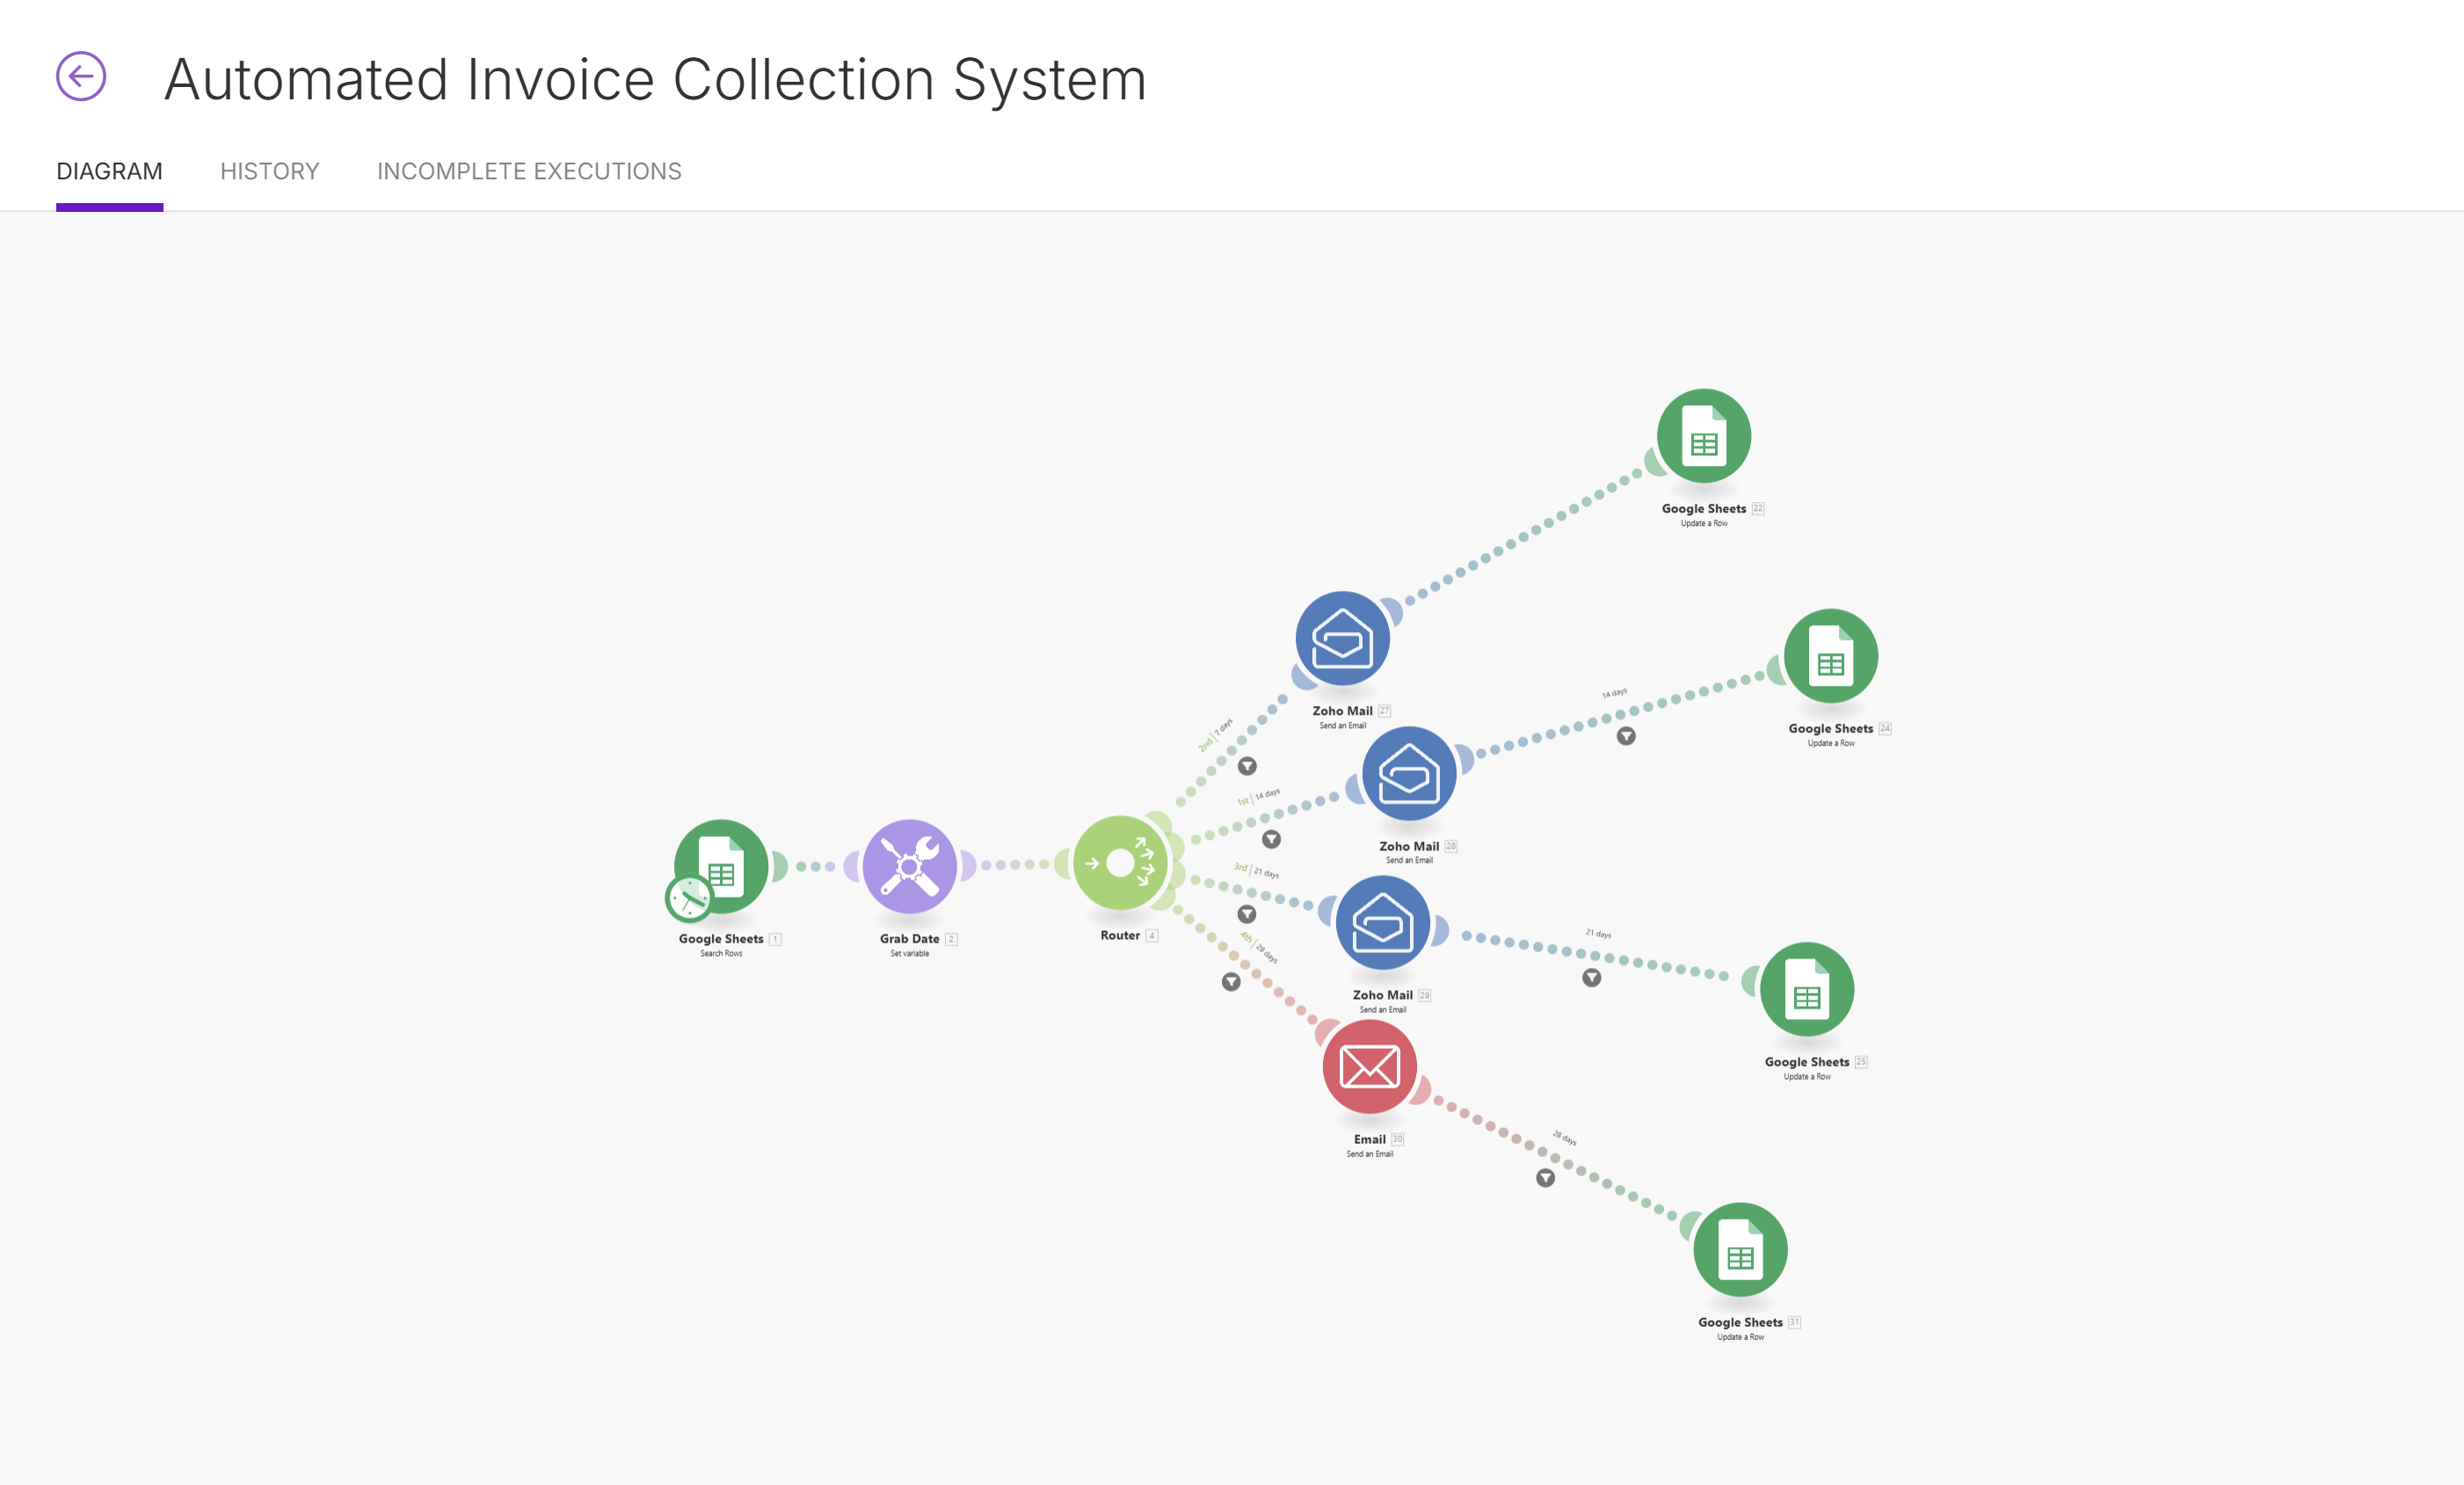 Automated Invoice Collection System
DIAGRAM HISTORY INCOMPLETE EXECUTIONS
Google Sheets 22
Update a Row
Zoho Mail 27
Send an Email
2nd | 7 days
14 days
Google Sheets 24
Update a Row
1st | 14 days
Zoho Mail 28
Send an Email
3rd | 21 days
Google Sheets 1
Search Rows
Grab Date 2
Set variable
Router 4
4th | 28 days
21 days
Zoho Mail 29
Send an Email
Google Sheets 25
Update a Row
Email 30
Send an Email
28 days
Google Sheets 31
Update a Row